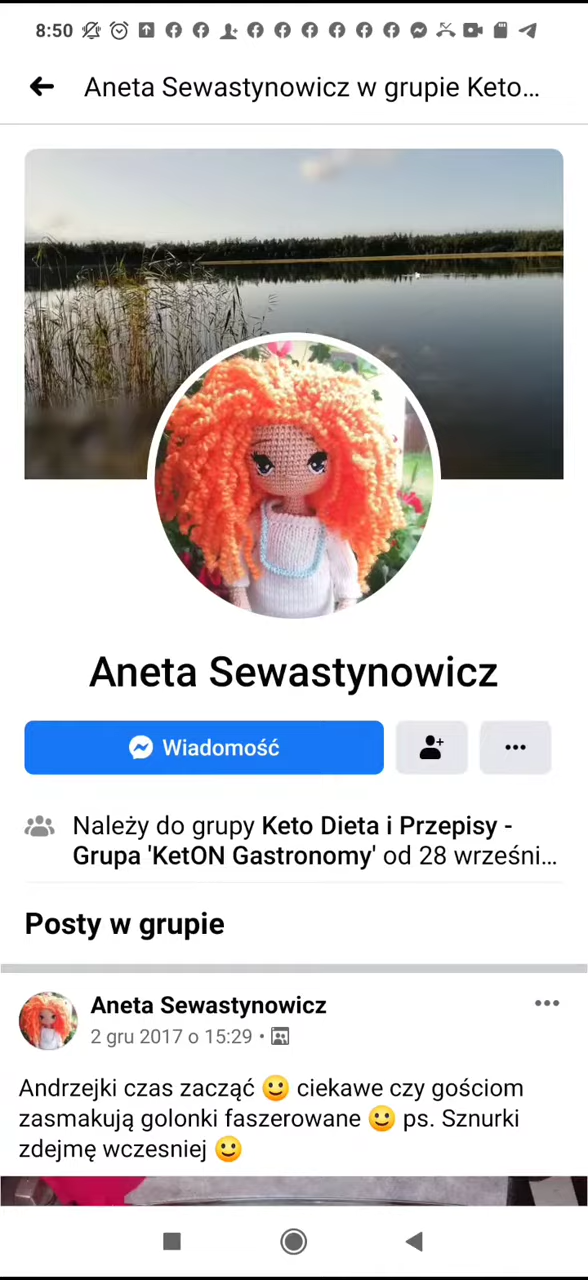 8:50
Aneta Sewastynowicz w grupie Keto...
Aneta Sewastynowicz
Wiadomość
Należy do grupy Keto Dieta i Przepisy -
Grupa 'KetON Gastronomy' od 28 wrześni...
Posty w grupie
Aneta Sewastynowicz
2 gru 2017 o 15:29 •
Andrzejki czas zacząć 🙂 ciekawe czy gościom
zasmakują golonki faszerowane 🙂 ps. Sznurki
zdejmę wczesniej 🙂